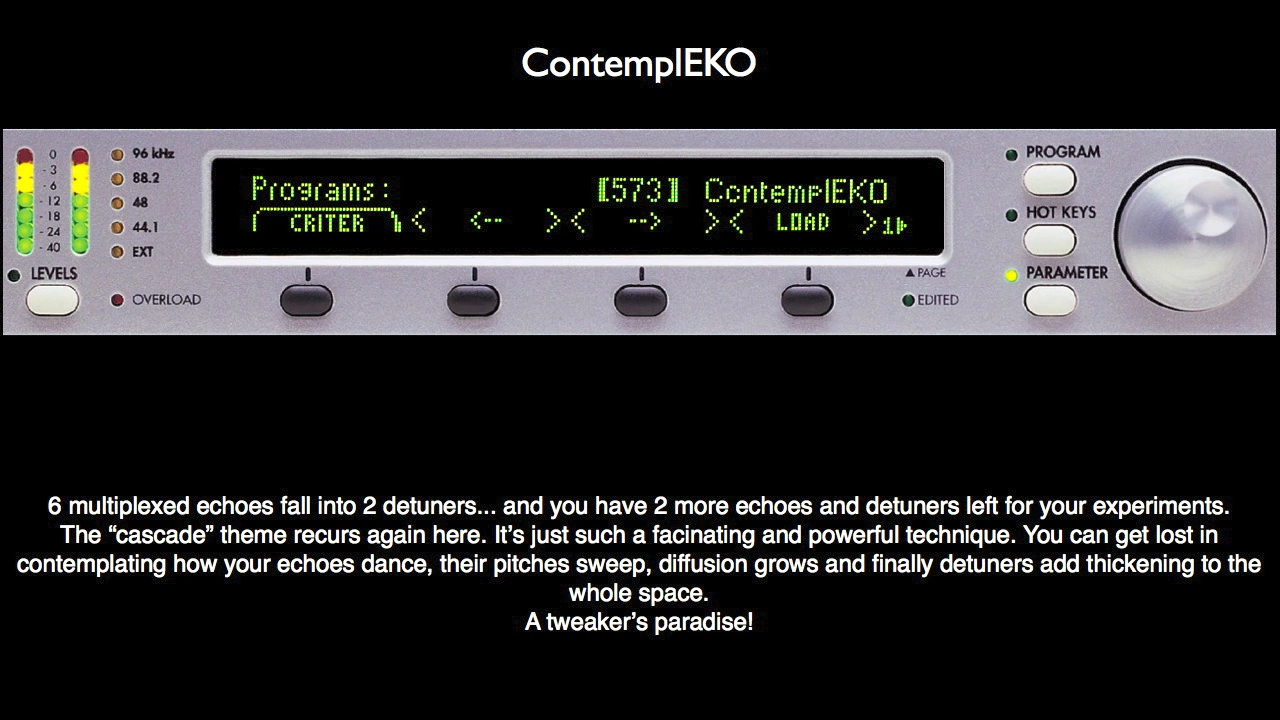 ContemplEKO
0
- 3
- 6
- 12
- 18
- 24
- 40
LEVELS
96 kHz
88.2
48
44.1
EXT
OVERLOAD
Programs: [573] ContemplEKO
CRITER < <-- >< --> >< LOAD >1
PAGE
EDITED
PROGRAM
HOT KEYS
PARAMETER
6 multiplexed echoes fall into 2 detuners... and you have 2 more echoes and detuners left for your experiments.
The “cascade” theme recurs again here. It’s just such a facinating and powerful technique. You can get lost in
contemplating how your echoes dance, their pitches sweep, diffusion grows and finally detuners add thickening to the
whole space.
A tweaker’s paradise!